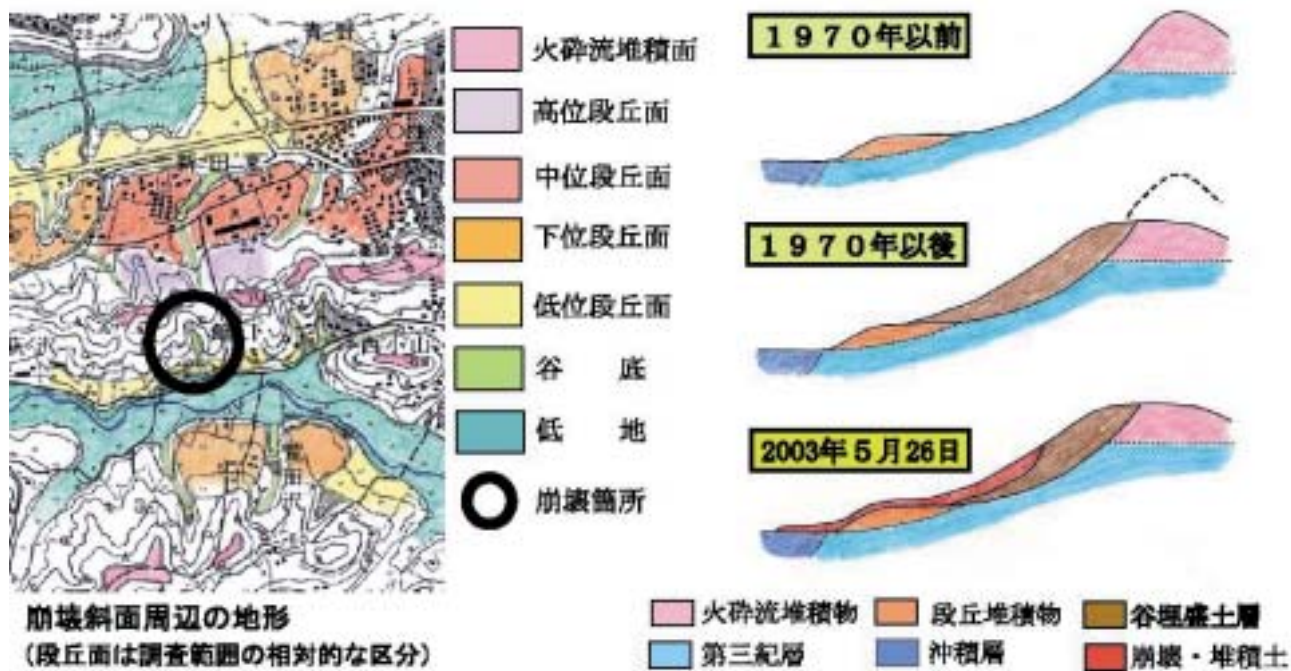 火砕流堆積面
高位段丘面
中位段丘面
下位段丘面
低位段丘面
谷　底
低　地
崩壊箇所
崩壊斜面周辺の地形
（段丘面は調査範囲の相対的な区分）
１９７０年以前
１９７０年以後
2003年５月26日
火砕流堆積物
段丘堆積物
谷埋盛土層
第三紀層
沖積層
崩壊・堆積土